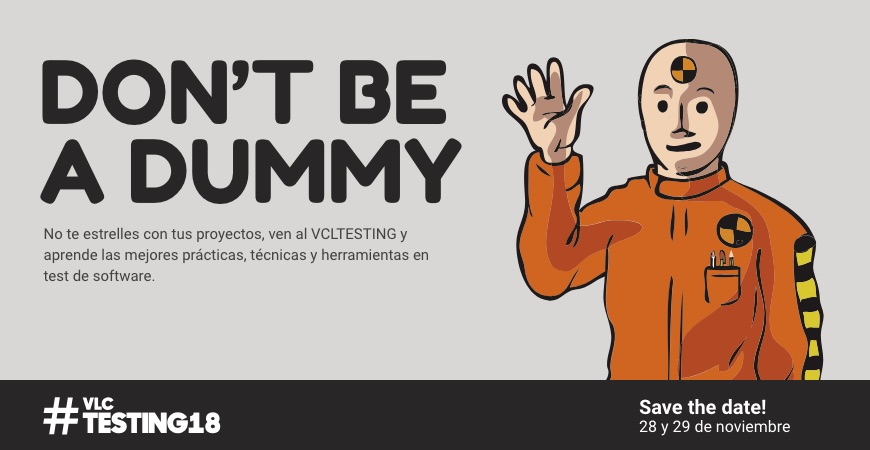 DON'T BE
A DUMMY
No te estrelles con tus proyectos, ven al VCLTESTING y
aprende las mejores prácticas, técnicas y herramientas en
test de software.
#VLC
TESTING18
Save the date!
28 y 29 de noviembre